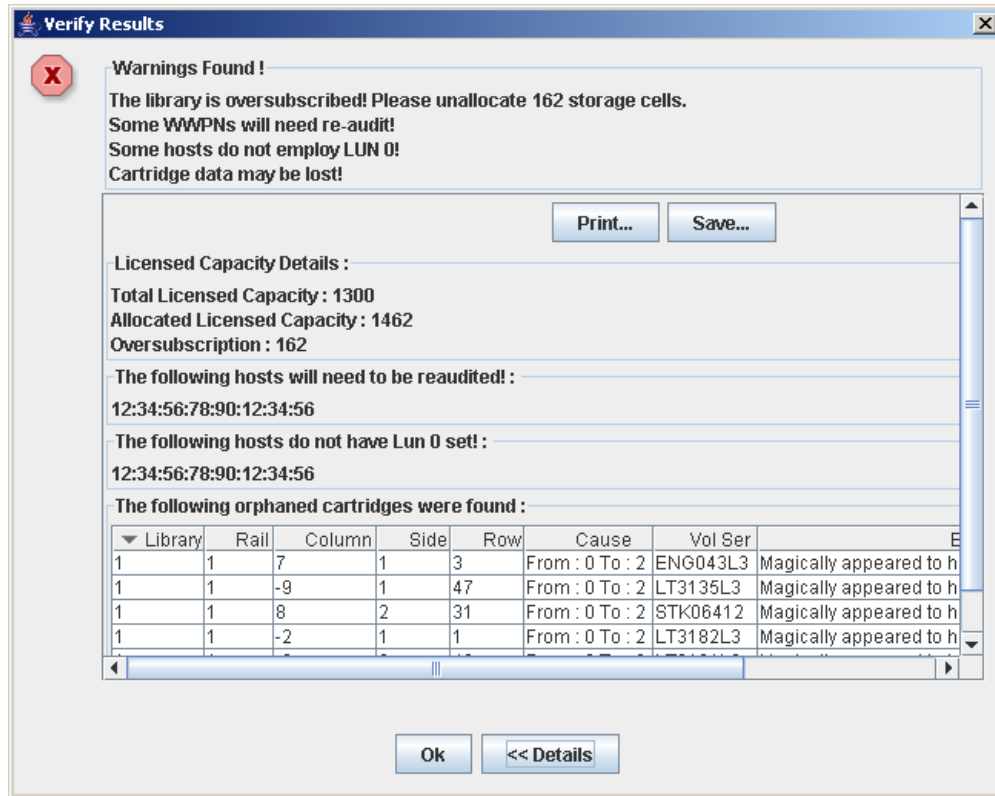 Verify Results
Warnings Found !
The library is oversubscribed! Please unallocate 162 storage cells.
Some WWPNs will need re-audit!
Some hosts do not employ LUN 0!
Cartridge data may be lost!
Print... Save...
Licensed Capacity Details :
Total Licensed Capacity : 1300
Allocated Licensed Capacity : 1462
Oversubscription : 162
The following hosts will need to be reaudited! :
12:34:56:78:90:12:34:56
The following hosts do not have Lun 0 set! :
12:34:56:78:90:12:34:56
The following orphaned cartridges were found :
Library Rail Column Side Row Cause Vol Ser E
1 1 7 1 3 From : 0 To : 2 ENG043L3 Magically appeared to h
1 1 -9 1 47 From : 0 To : 2 LT3135L3 Magically appeared to h
1 1 8 2 31 From : 0 To : 2 STK06412 Magically appeared to h
1 1 -2 1 1 From : 0 To : 2 LT3182L3 Magically appeared to h
Ok << Details